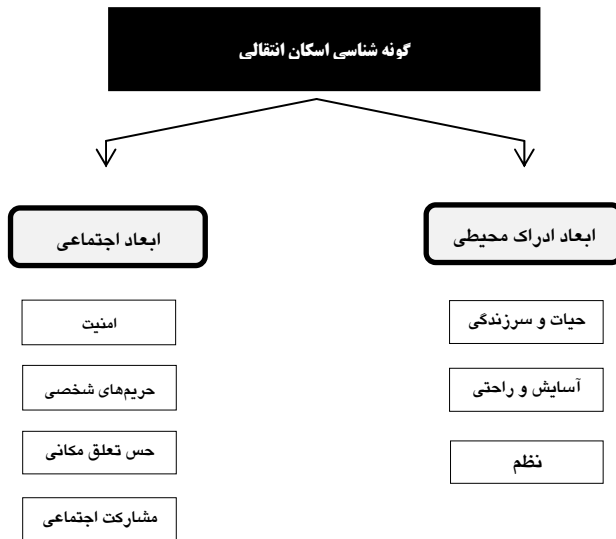 گونه شناسی اسکان انتقالی
ابعاد ادراک محیطی
حیات و سرزندگی
آسایش و راحتی
نظم
ابعاد اجتماعی
امنیت
حریم‌های شخصی
حس تعلق مکانی
مشارکت اجتماعی